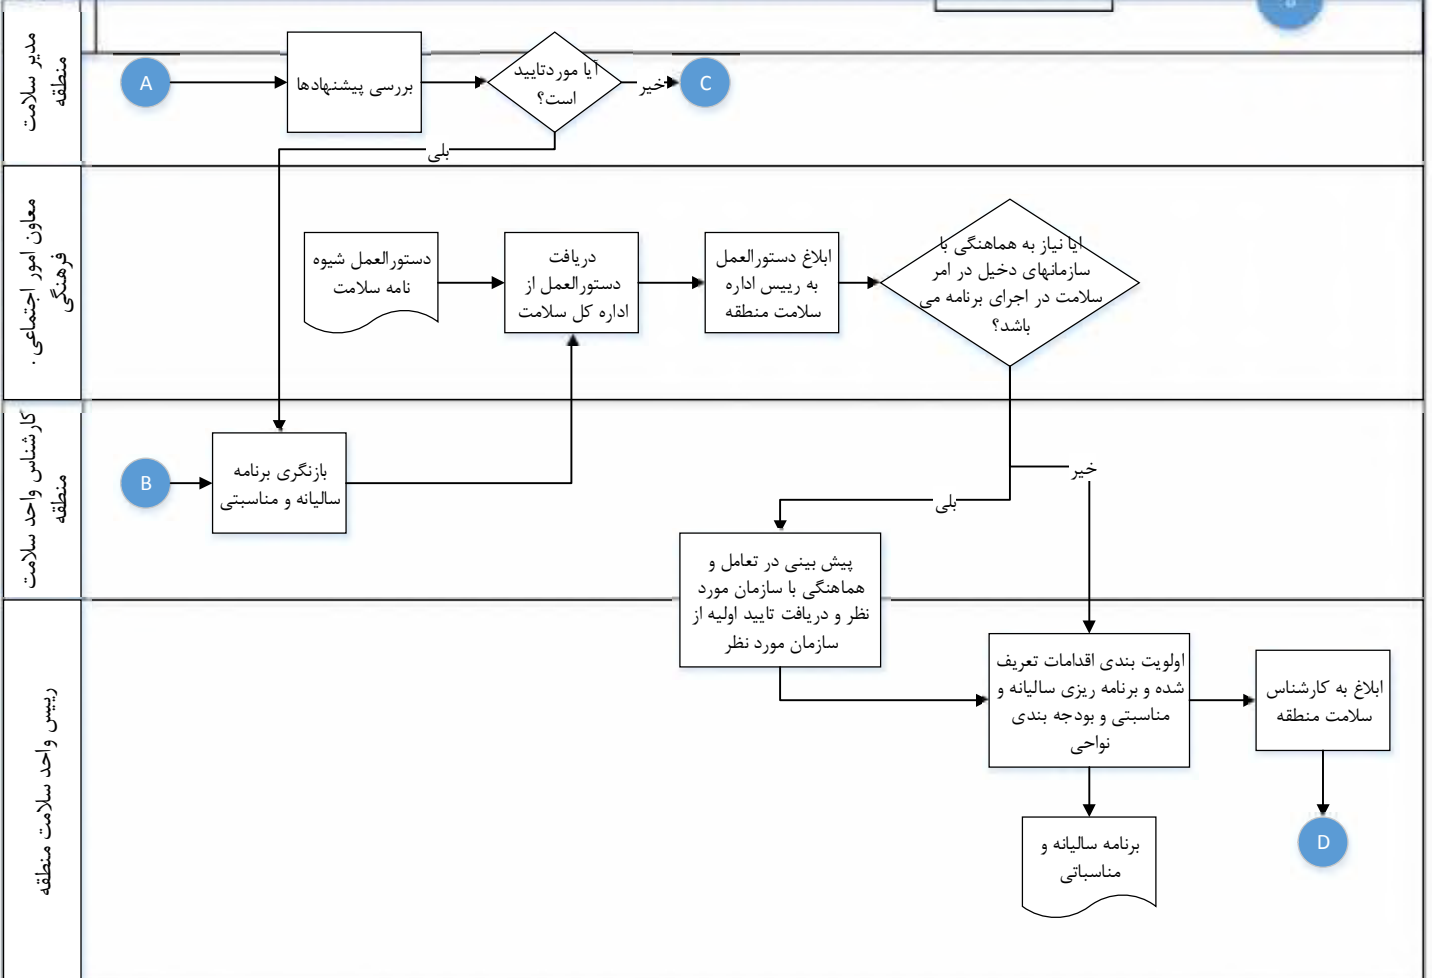 مدیر سلامت
منطقه
A
بررسی پیشنهادها
آیا موردتایید
است؟
خیر
C
بلی
معاون امور اجتماعی .
فرهنگی
دستورالعمل شیوه
نامه سلامت
دریافت
دستورالعمل از
اداره کل سلامت
ابلاغ دستورالعمل
به رییس اداره
سلامت منطقه
ایا نیاز به هماهنگی با
سازمانهای دخیل در امر
سلامت در اجرای برنامه می
باشد؟
کارشناس واحد سلامت
منطقه
B
بازنگری برنامه
سالیانه و مناسبتی
خیر
بلی
پیش بینی در تعامل و
هماهنگی با سازمان مورد
نظر و دریافت تایید اولیه از
سازمان مورد نظر
رییس واحد سلامت منطقه
اولویت بندی اقدامات تعریف
شده و برنامه ریزی سالیانه و
مناسبتی و بودجه بندی
نواحی
ابلاغ به کارشناس
سلامت منطقه
برنامه سالیانه و
مناسباتی
D